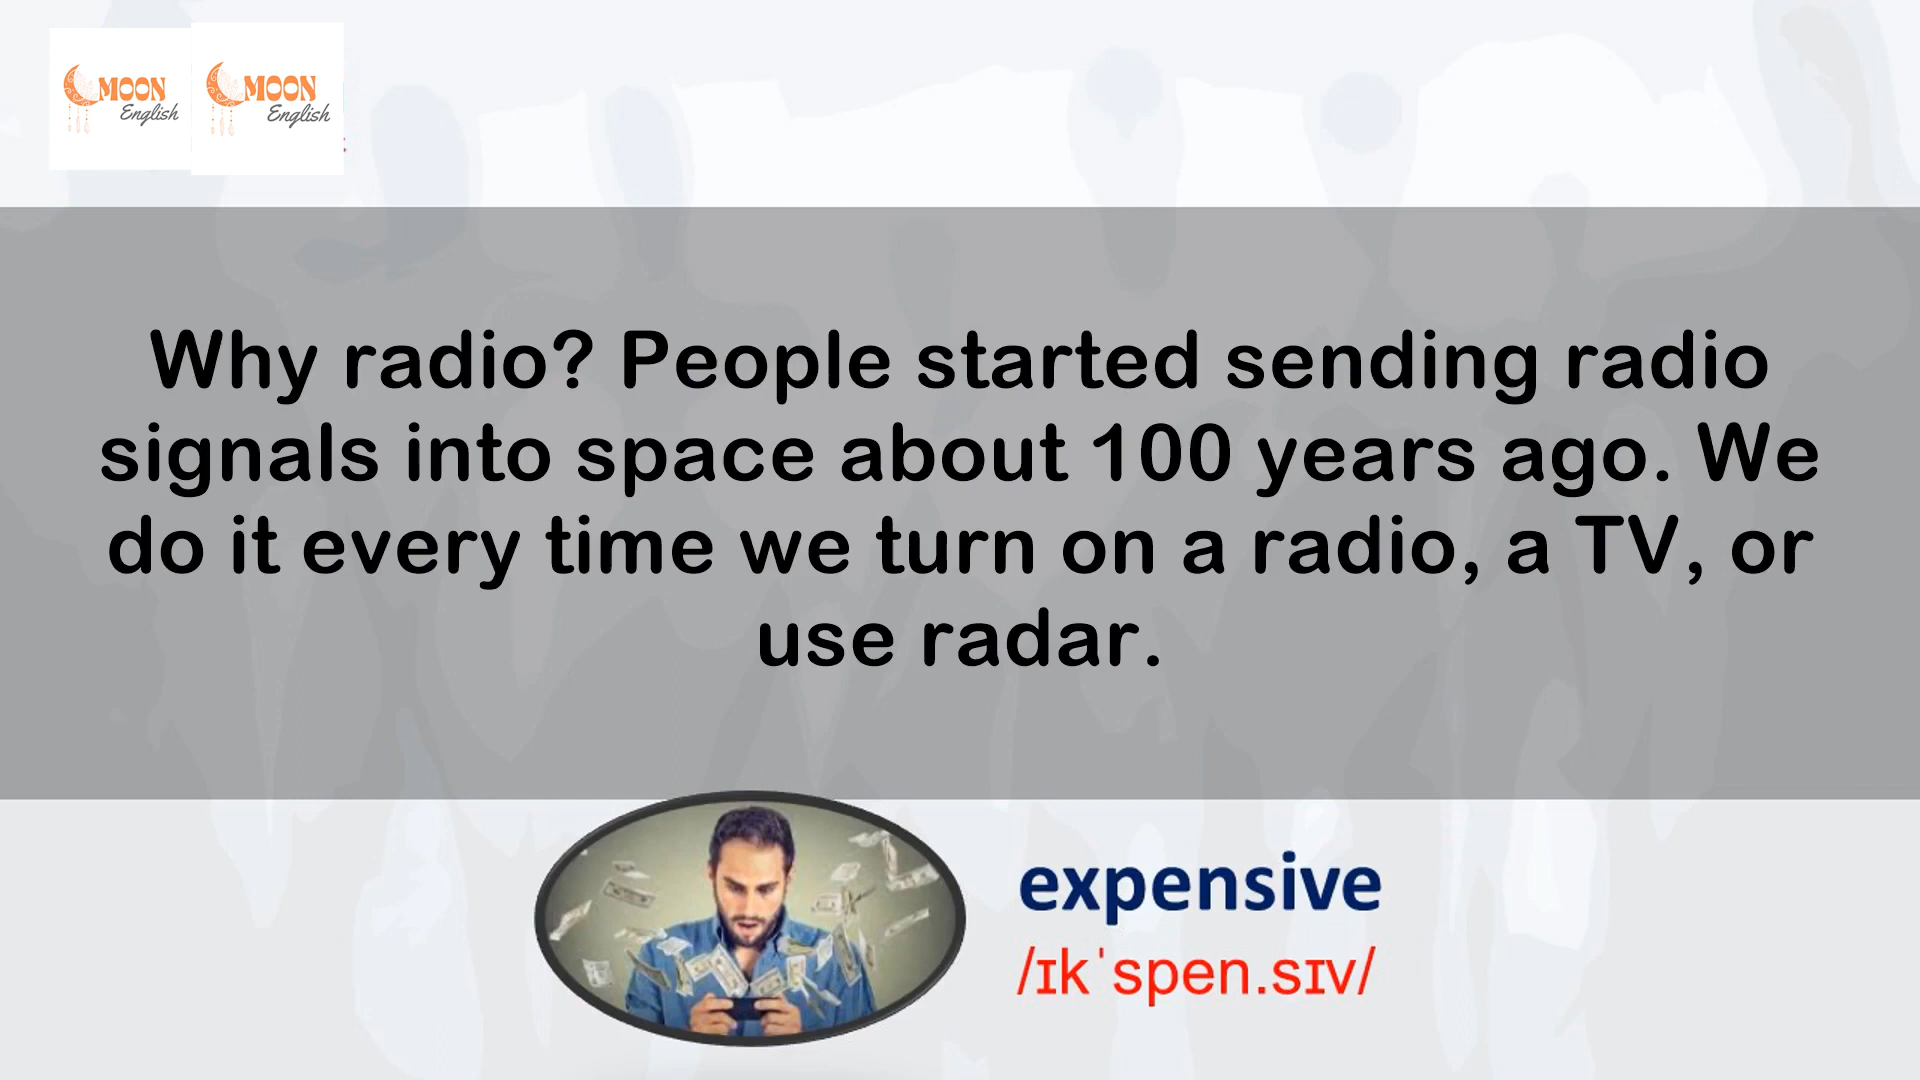 MOON
English
MOON
English
Why radio? People started sending radio
signals into space about 100 years ago. We
do it every time we turn on a radio, a TV, or
use radar.
expensive
/ɪkˈspen.sɪv/